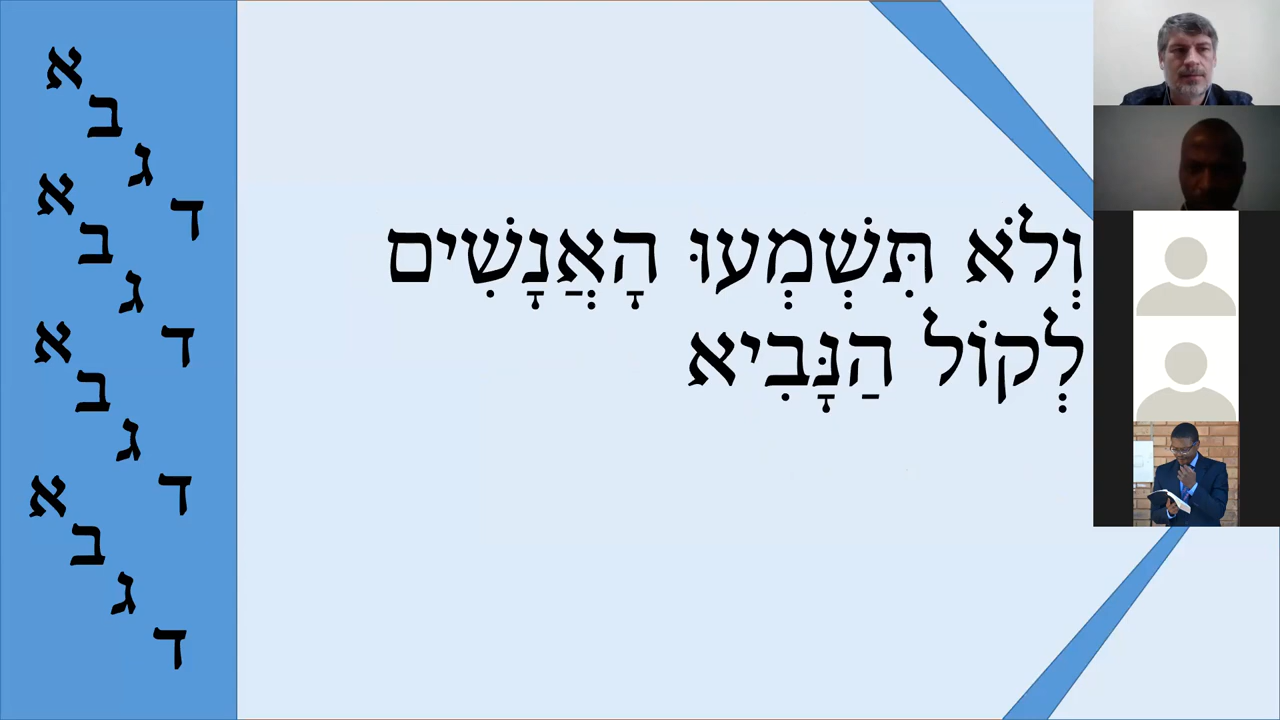 א
ב
ג
ד
א
ב
ג
ד
א
ב
ג
ד
א
ב
ג
ד
וְלֹא תִּשְׁמְעוּ הָאֲנָשִׁים
לְקוֹל הַנָּבִיא